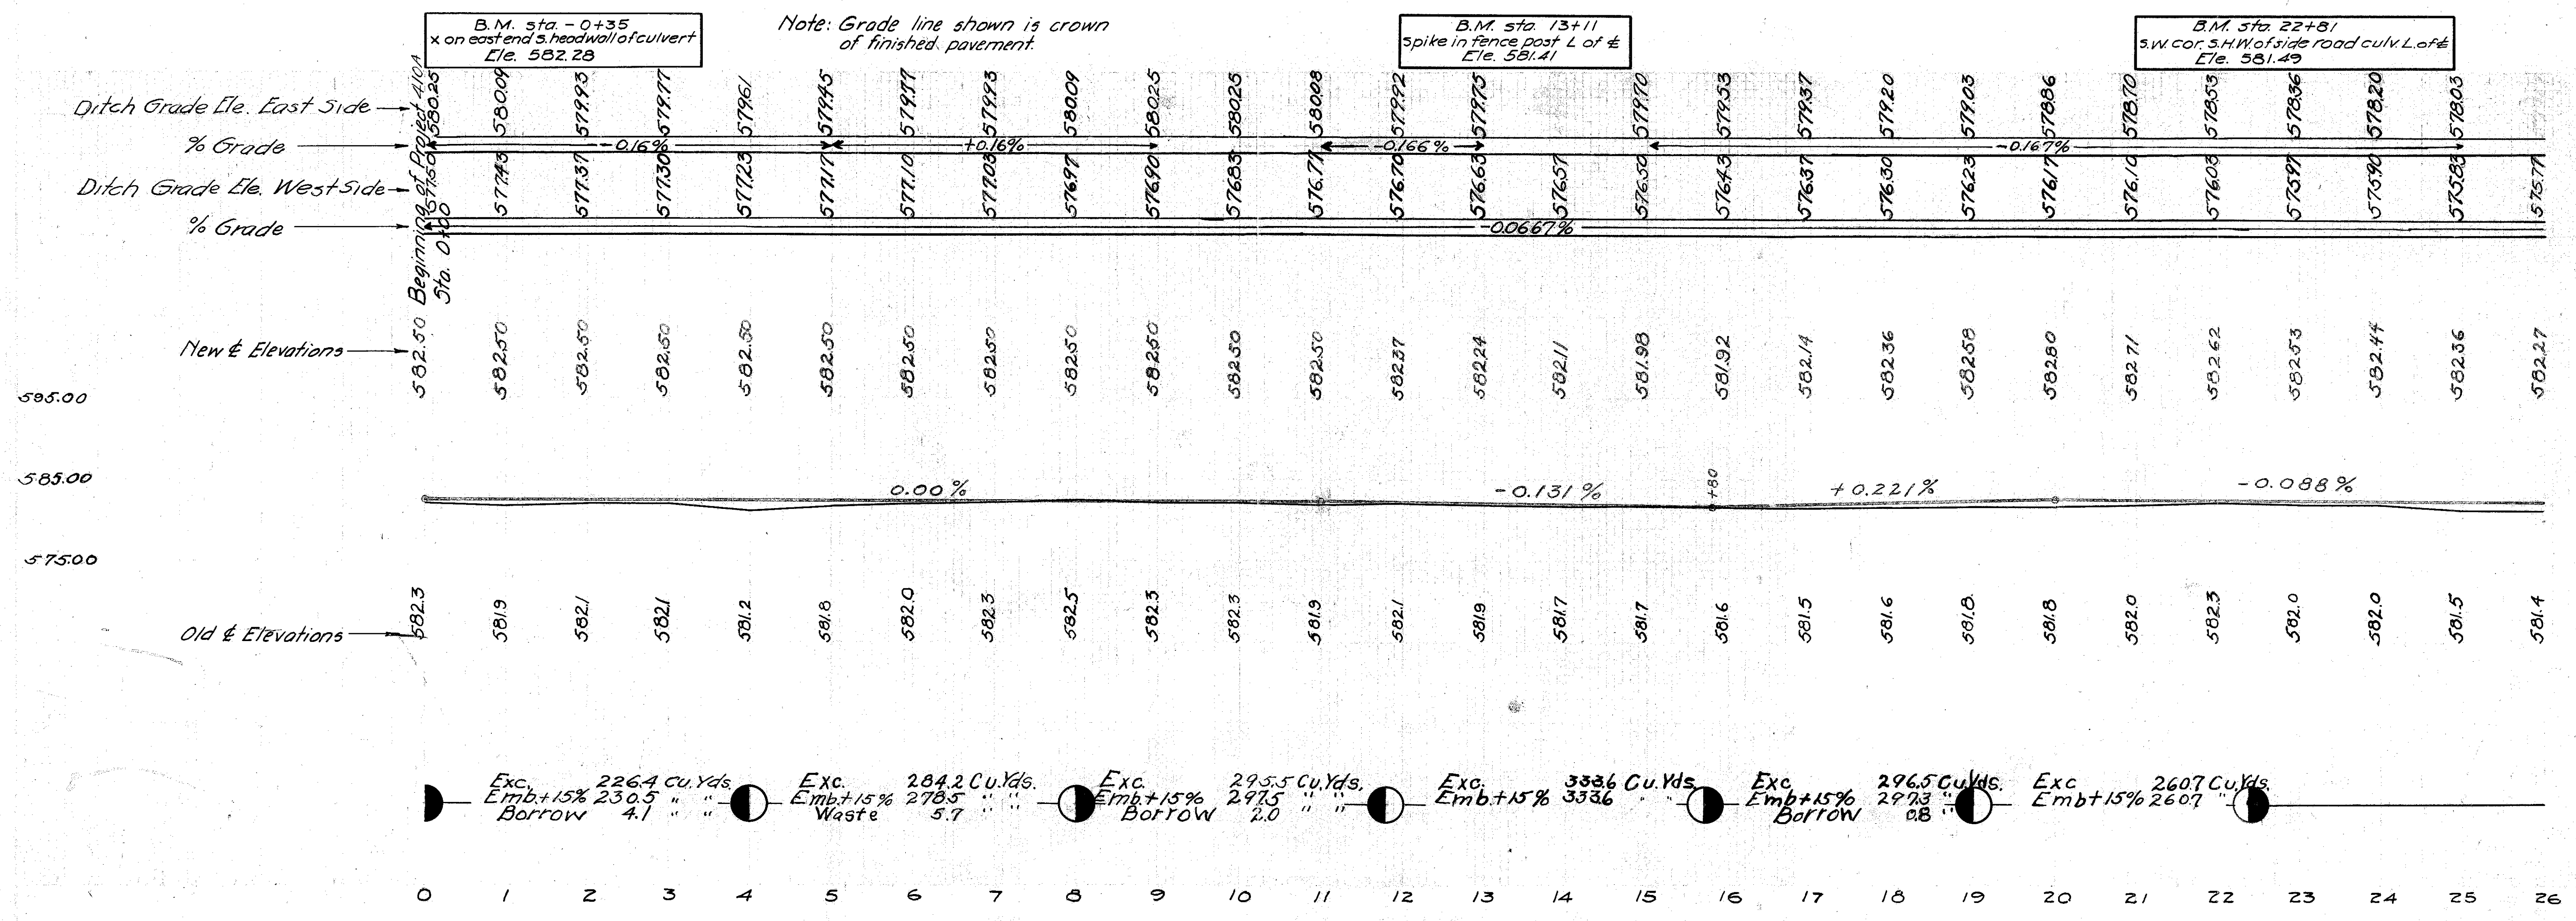 B.M. sta. - 0+35
x on east end S. headwall of culvert
Ele. 582.28
Note: Grade line shown is crown
of finished pavement.
B.M. sta. 13+11
spike in fence post L of ℄
Ele. 581.41
B.M. sta. 22+81
S.W. cor. S.H.W. of side road culv. L. of ℄
Ele. 581.49
Beginning of Project 410A
Sta. 0+00
Ditch Grade Ele. East Side 580.25 580.09 579.93 579.77 579.61 579.45 579.77 579.93 580.09 580.25 580.25 580.08 579.92 579.75 579.70 579.53 579.37 579.20 579.03 578.86 578.70 578.53 578.36 578.20 578.03
% Grade -0.16% +0.16% -0.166% -0.167%
Ditch Grade Ele. West Side 577.50 577.43 577.37 577.30 577.23 577.17 577.10 577.03 576.97 576.90 576.83 576.77 576.70 576.63 576.57 576.50 576.43 576.37 576.30 576.23 576.17 576.10 576.03 575.97 575.90 575.83 575.77
% Grade -0.0667%
New ℄ Elevations 582.50 582.50 582.50 582.50 582.50 582.50 582.50 582.50 582.50 582.50 582.50 582.50 582.37 582.24 582.11 581.98 581.92 582.14 582.36 582.58 582.80 582.71 582.62 582.53 582.44 582.36 582.27
595.00
585.00
0.00% -0.131% +80 +0.221% -0.088%
575.00
Old ℄ Elevations 582.3 581.9 582.1 582.1 581.2 581.8 582.0 582.3 582.5 582.3 582.3 581.9 582.1 581.9 581.7 581.7 581.6 581.5 581.6 581.8 581.8 582.0 582.3 582.0 582.0 581.5 581.4
Exc. 226.4 Cu. Yds.
Emb.+15% 230.5 " "
Borrow 4.1 " "
Exc. 284.2 Cu. Yds.
Emb.+15% 278.5 " "
Waste 5.7 " "
Exc. 295.5 Cu. Yds.
Emb.+15% 297.5 " "
Borrow 2.0 " "
Exc. 333.6 Cu. Yds.
Emb.+15% 333.6 " "
Exc. 296.5 Cu. Yds.
Emb.+15% 297.3 "
Borrow 0.8 "
Exc 260.7 Cu. Yds.
Emb+15% 260.7 "
0 1 2 3 4 5 6 7 8 9 10 11 12 13 14 15 16 17 18 19 20 21 22 23 24 25 26